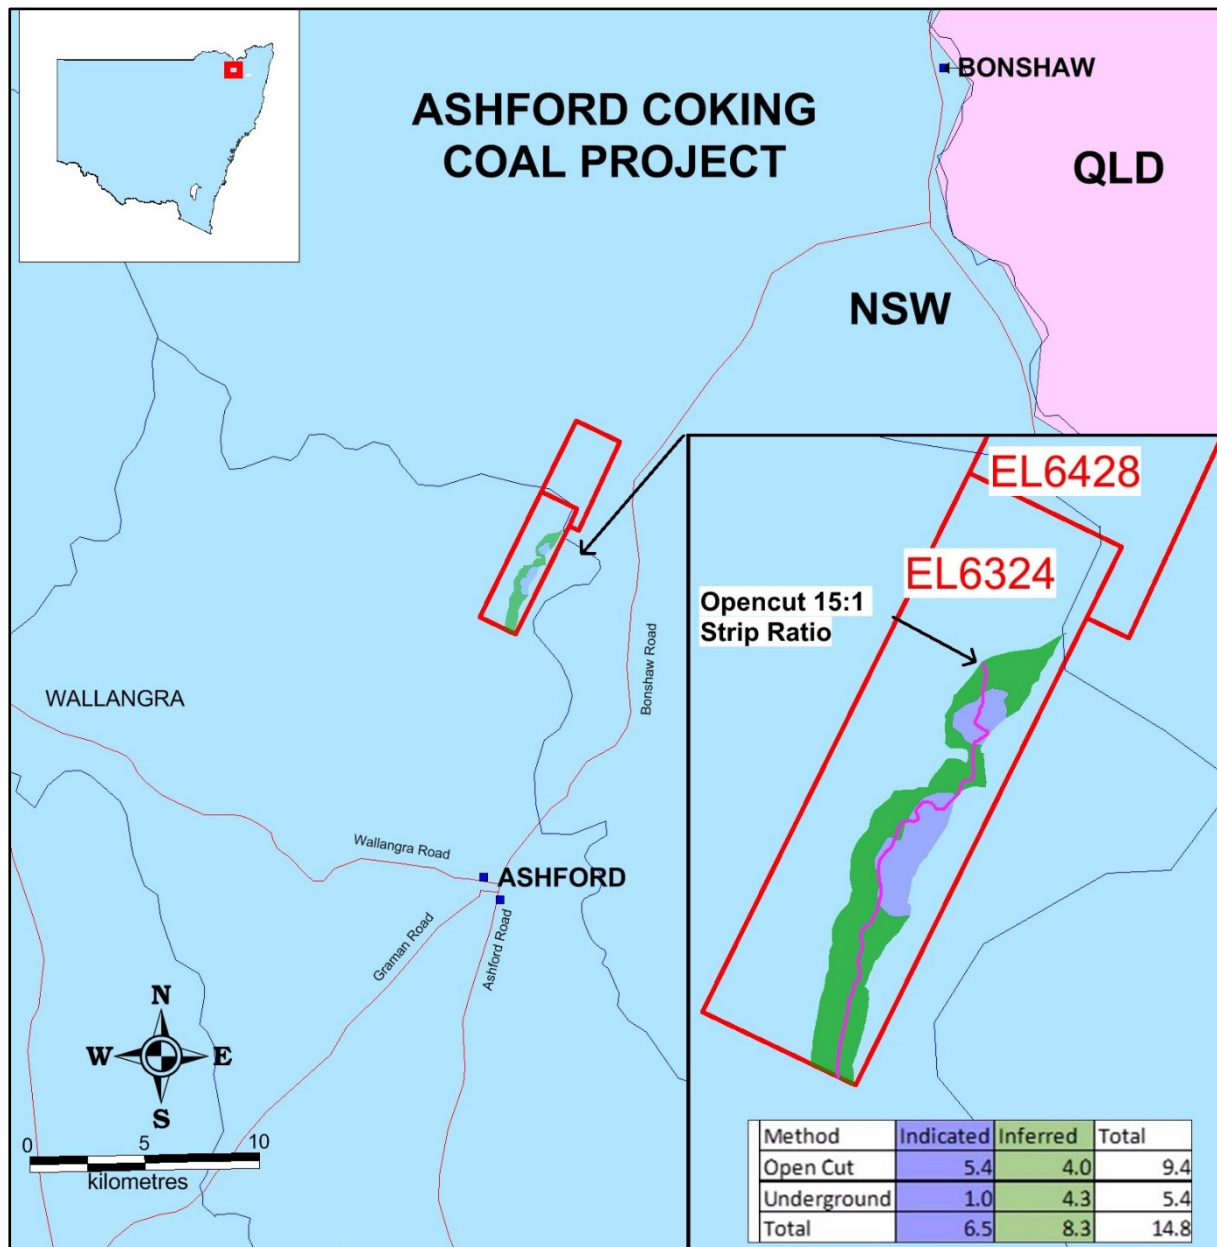 ASHFORD COKING
COAL PROJECT
BONSHAW
QLD
NSW
EL6428
EL6324
Opencut 15:1
Strip Ratio
Bonshaw Road
WALLANGRA
Wallangra Road
ASHFORD
Graman Road
Ashford Road
N
W E
S
0 5 10
kilometres
Method Indicated Inferred Total
Open Cut 5.4 4.0 9.4
Underground 1.0 4.3 5.4
Total 6.5 8.3 14.8